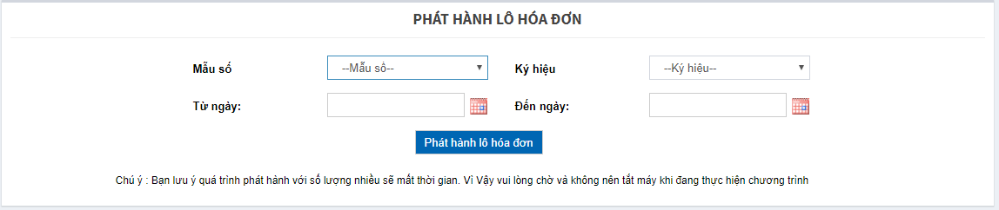 PHÁT HÀNH LÔ HÓA ĐƠN
Mẫu số --Mẫu số-- Ký hiệu --Ký hiệu--
Từ ngày: Đến ngày:
Phát hành lô hóa đơn
Chú ý : Bạn lưu ý quá trình phát hành với số lượng nhiều sẽ mất thời gian. Vì Vậy vui lòng chờ và không nên tắt máy khi đang thực hiện chương trình